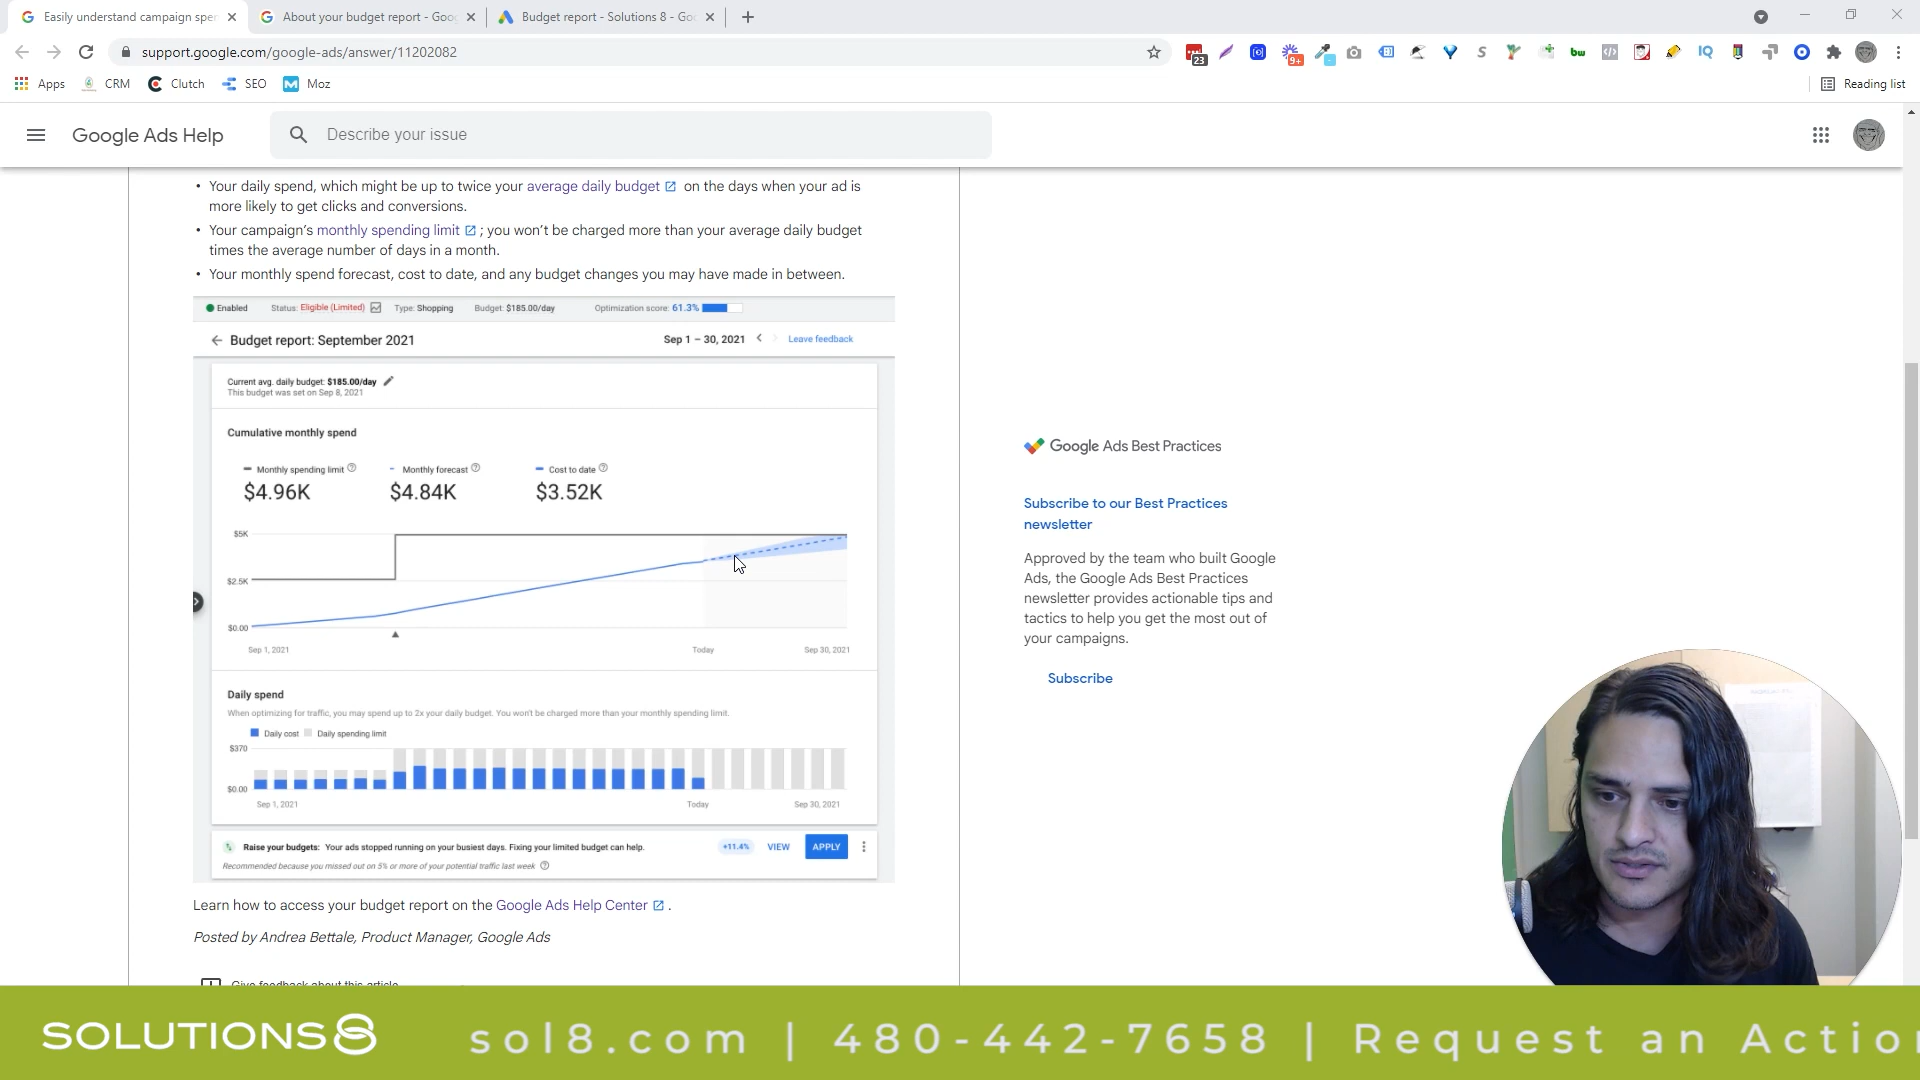 Easily understand campaign spen
About your budget report - Goog
Budget report - Solutions 8 - Goo
support.google.com/google-ads/answer/11202082
23
9+
bw
IQ
Apps
CRM
Clutch
SEO
Moz
Reading list
Google Ads Help
Describe your issue
• Your daily spend, which might be up to twice your average daily budget on the days when your ad is
more likely to get clicks and conversions.
• Your campaign's monthly spending limit ; you won't be charged more than your average daily budget
times the average number of days in a month.
• Your monthly spend forecast, cost to date, and any budget changes you may have made in between.
Enabled Status: Eligible (Limited) Type: Shopping Budget: $185.00/day Optimization score: 61.3%
Budget report: September 2021
Sep 1 – 30, 2021
Leave feedback
Current avg. daily budget: $185.00/day
This budget was set on Sep 8, 2021
Cumulative monthly spend
Monthly spending limit Monthly forecast Cost to date
$4.96K $4.84K $3.52K
$5K
$2.5K
$0.00
Sep 1, 2021 Today Sep 30, 2021
Daily spend
When optimizing for traffic, you may spend up to 2x your daily budget. You won't be charged more than your monthly spending limit.
Daily cost Daily spending limit
$370
$0.00
Sep 1, 2021 Today Sep 30, 2021
Raise your budgets: Your ads stopped running on your busiest days. Fixing your limited budget can help.
+11.4% VIEW APPLY
Recommended because you missed out on 5% or more of your potential traffic last week
Learn how to access your budget report on the Google Ads Help Center .
Posted by Andrea Bettale, Product Manager, Google Ads
Give feedback about this article
Google Ads Best Practices
Subscribe to our Best Practices
newsletter
Approved by the team who built Google
Ads, the Google Ads Best Practices
newsletter provides actionable tips and
tactics to help you get the most out of
your campaigns.
Subscribe
SOLUTIONS8
sol8.com | 480-442-7658 | Request an Action